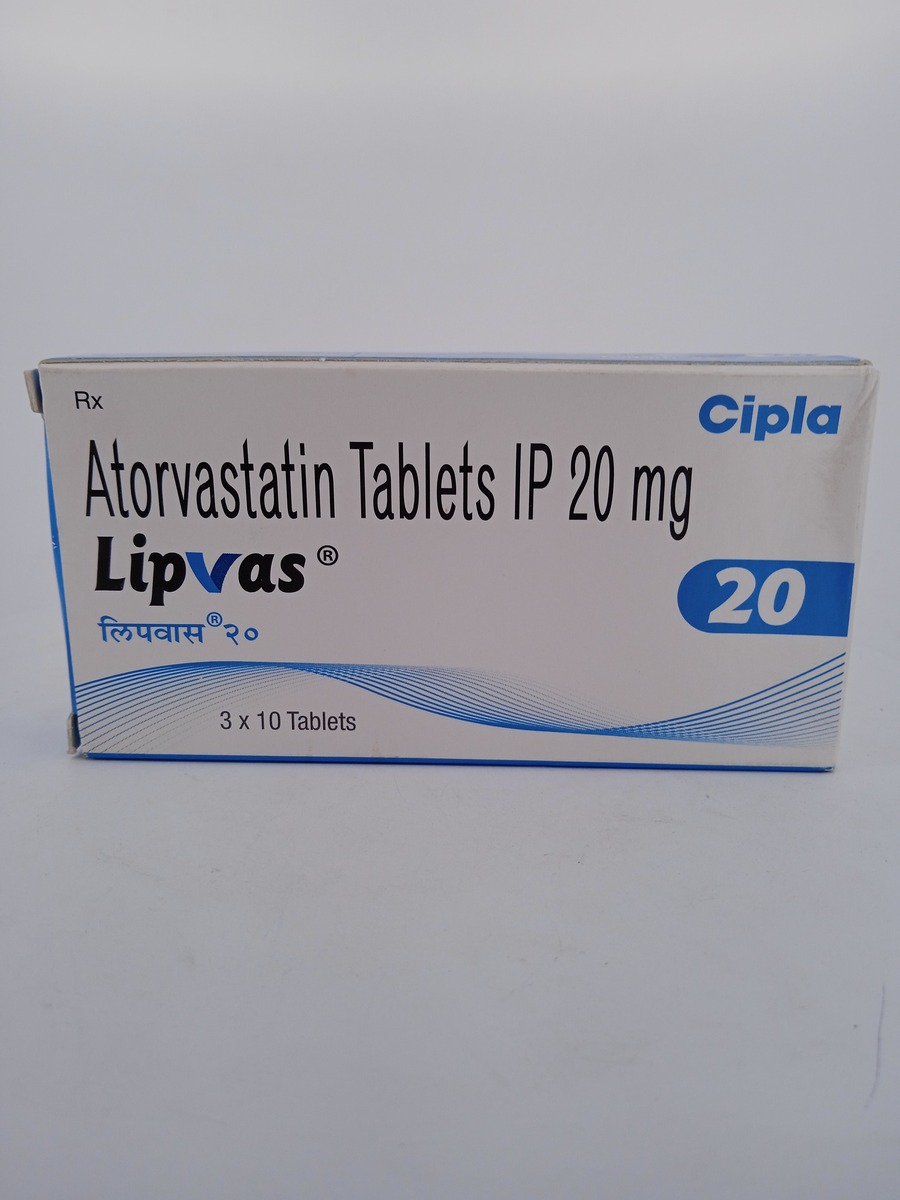 Rx
Cipla
Atorvastatin Tablets IP 20 mg
Lipvas®
20
लिपवास® २०
3 x 10 Tablets